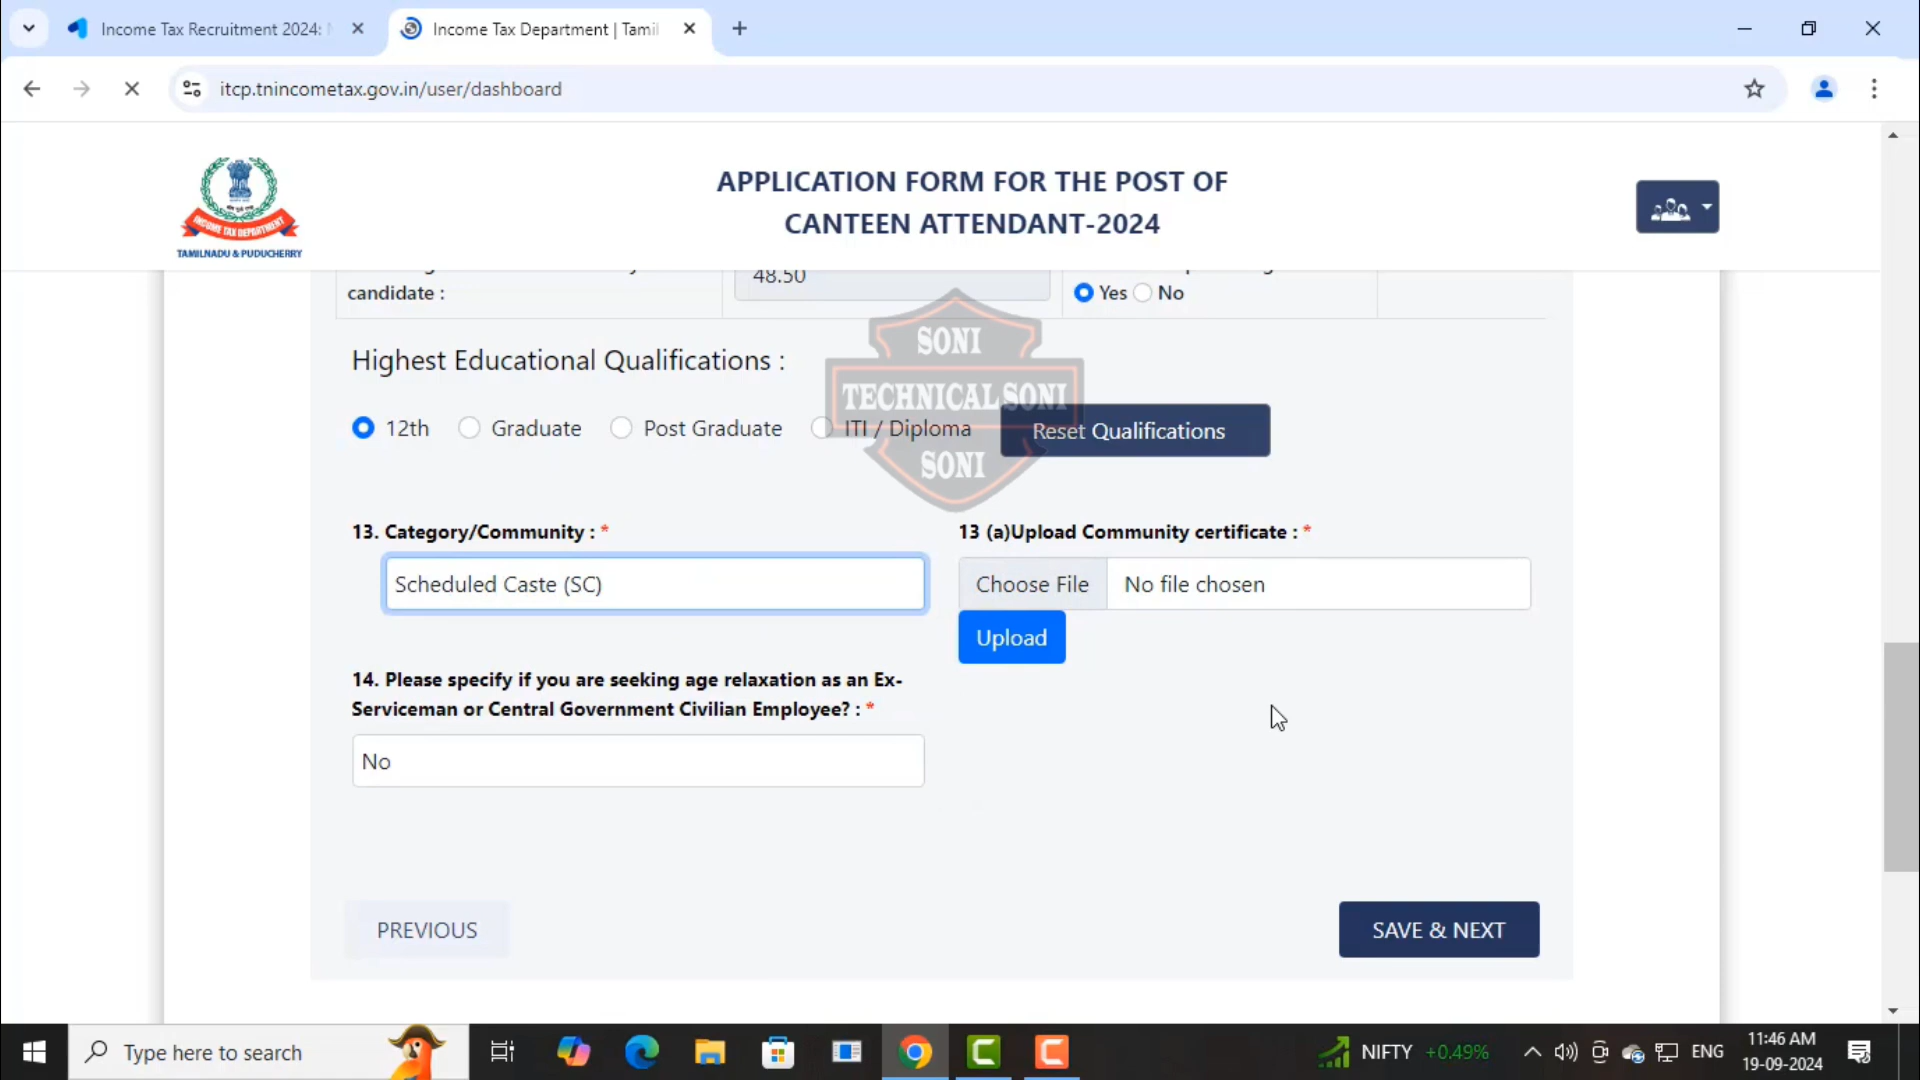 Income Tax Recruitment 2024:
Income Tax Department | Tamil
itcp.tnincometax.gov.in/user/dashboard
INCOME TAX DEPARTMENT
TAMILNADU & PUDUCHERRY
APPLICATION FORM FOR THE POST OF
CANTEEN ATTENDANT-2024
candidate :
48.50
Yes No
SONI
TECHNICAL SONI
SONI
Highest Educational Qualifications :
12th Graduate Post Graduate ITI / Diploma
Reset Qualifications
13. Category/Community : *
13 (a)Upload Community certificate : *
Scheduled Caste (SC)
Choose File No file chosen
Upload
14. Please specify if you are seeking age relaxation as an Ex-
Serviceman or Central Government Civilian Employee? : *
No
PREVIOUS
SAVE & NEXT
Type here to search
NIFTY +0.49%
ENG
11:46 AM
19-09-2024